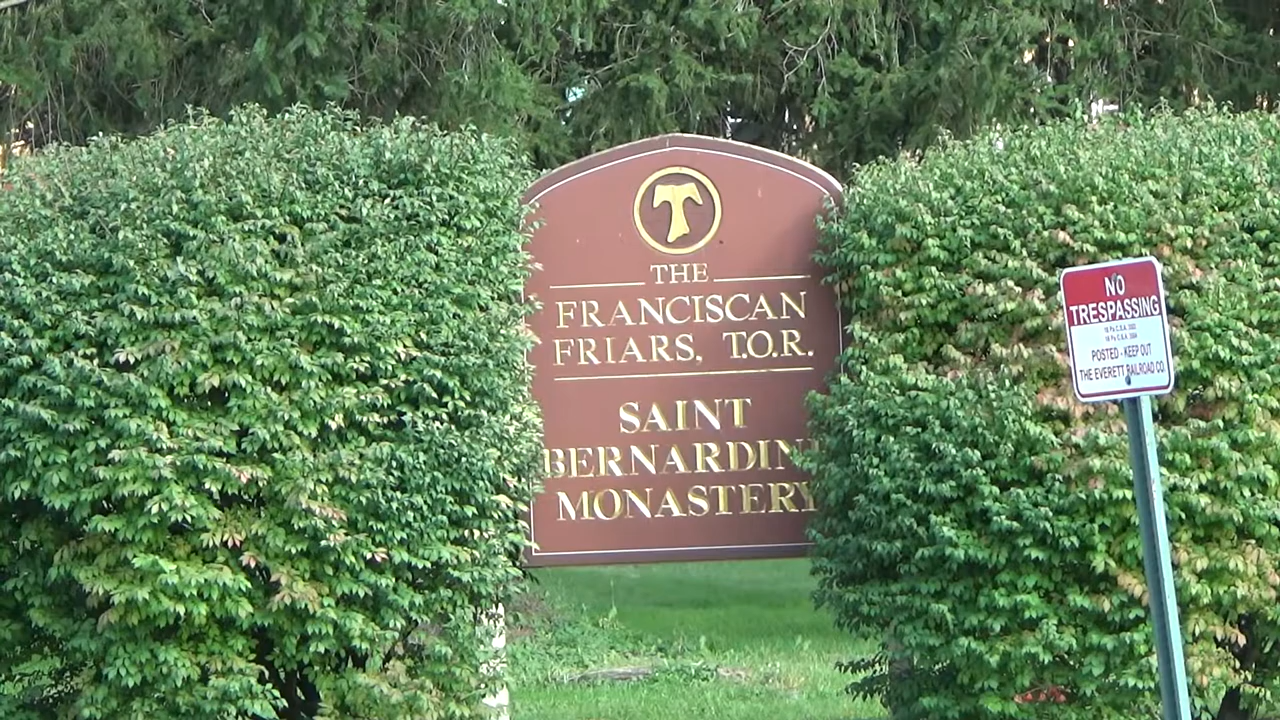 THE
FRANCISCAN
FRIARS, T.O.R.
SAINT
BERNARDIN
MONASTERY
NO
TRESPASSING
POSTED - KEEP OUT
THE EVERETT RAILROAD CO.